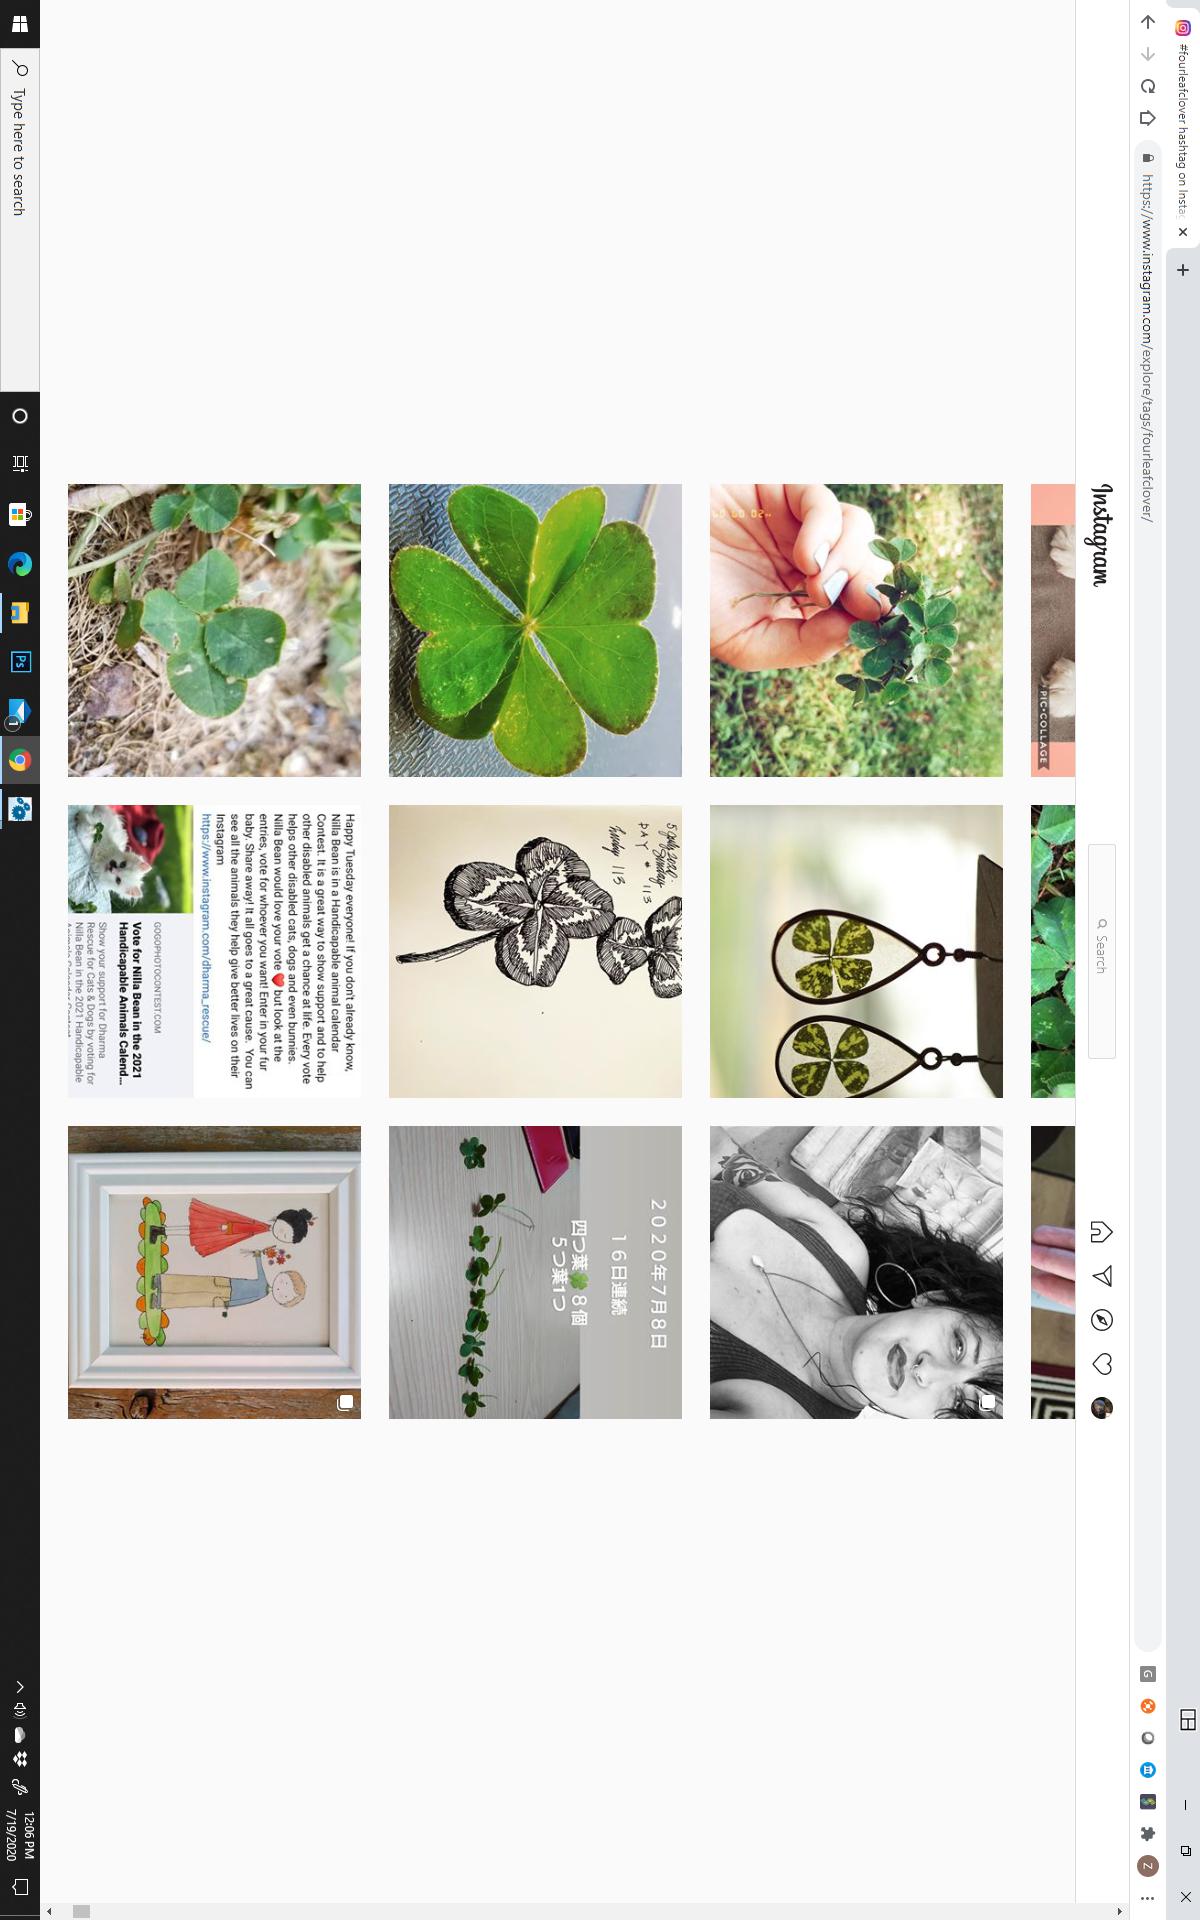 #fourleafclover hashtag on Instag
https://www.instagram.com/explore/tags/fourleafclover/
Instagram
Search
PIC•COLLAGE
5 July 2020
Sunday
DAY # 113
113
2020年7月8日
16日連続
四つ葉🍀8個
5つ葉1つ
Happy Tuesday everyone! If you don't already know,
Nilla Bean is in a Handicapable animal calendar
Contest. It is a great way to show support and to help
other disabled animals get a chance at life. Every vote
helps other disabled cats, dogs and even bunnies.
Nilla Bean would love your vote ❤️ but look at the
entries, vote for whoever you want! Enter in your fur
baby. Share away! It all goes to a great cause. You can
see all the animals they help give better lives on their
Instagram
https://www.instagram.com/dharma_rescue/
GOGOPHOTOCONTEST.COM
Vote for Nilla Bean in the 2021
Handicapable Animals Calend...
Show your support for Dharma
Rescue for Cats & Dogs by voting for
Nilla Bean in the 2021 Handicapable
Type here to search
Ps
1
12:06 PM
7/19/2020
G
Z